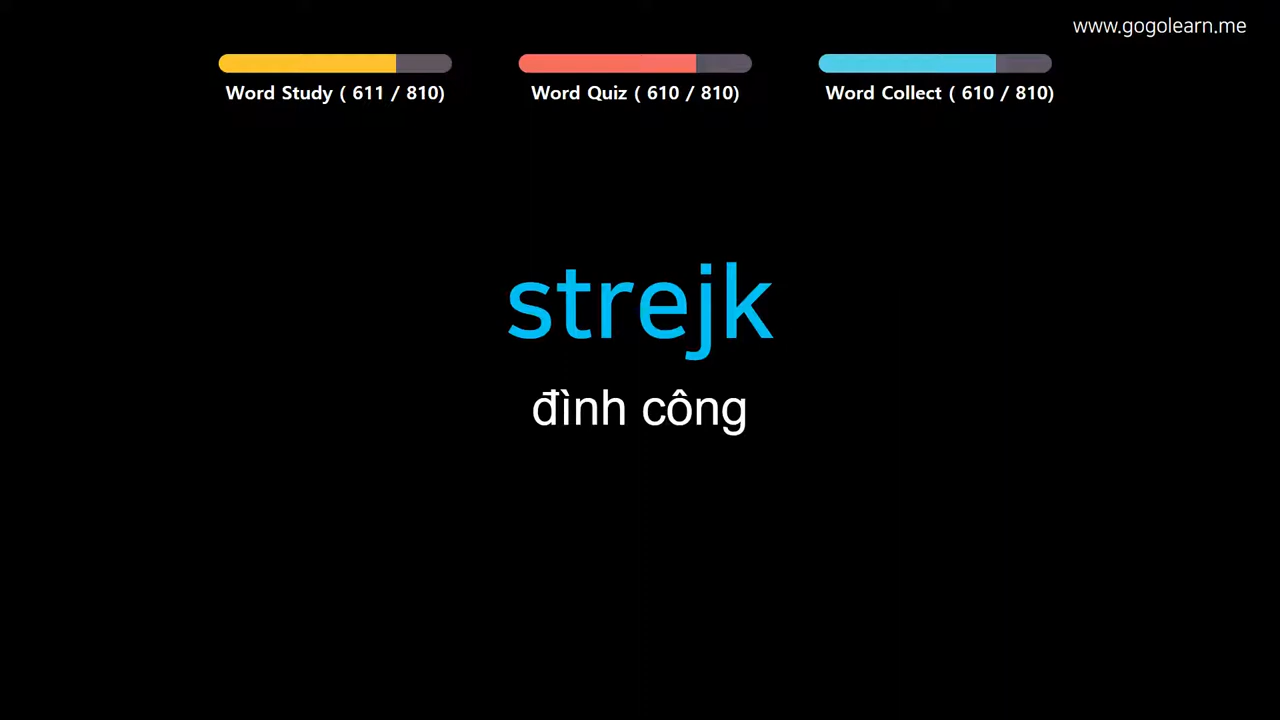 www.gogolearn.me
Word Study ( 611 / 810)
Word Quiz ( 610 / 810)
Word Collect ( 610 / 810)
strejk
đình công